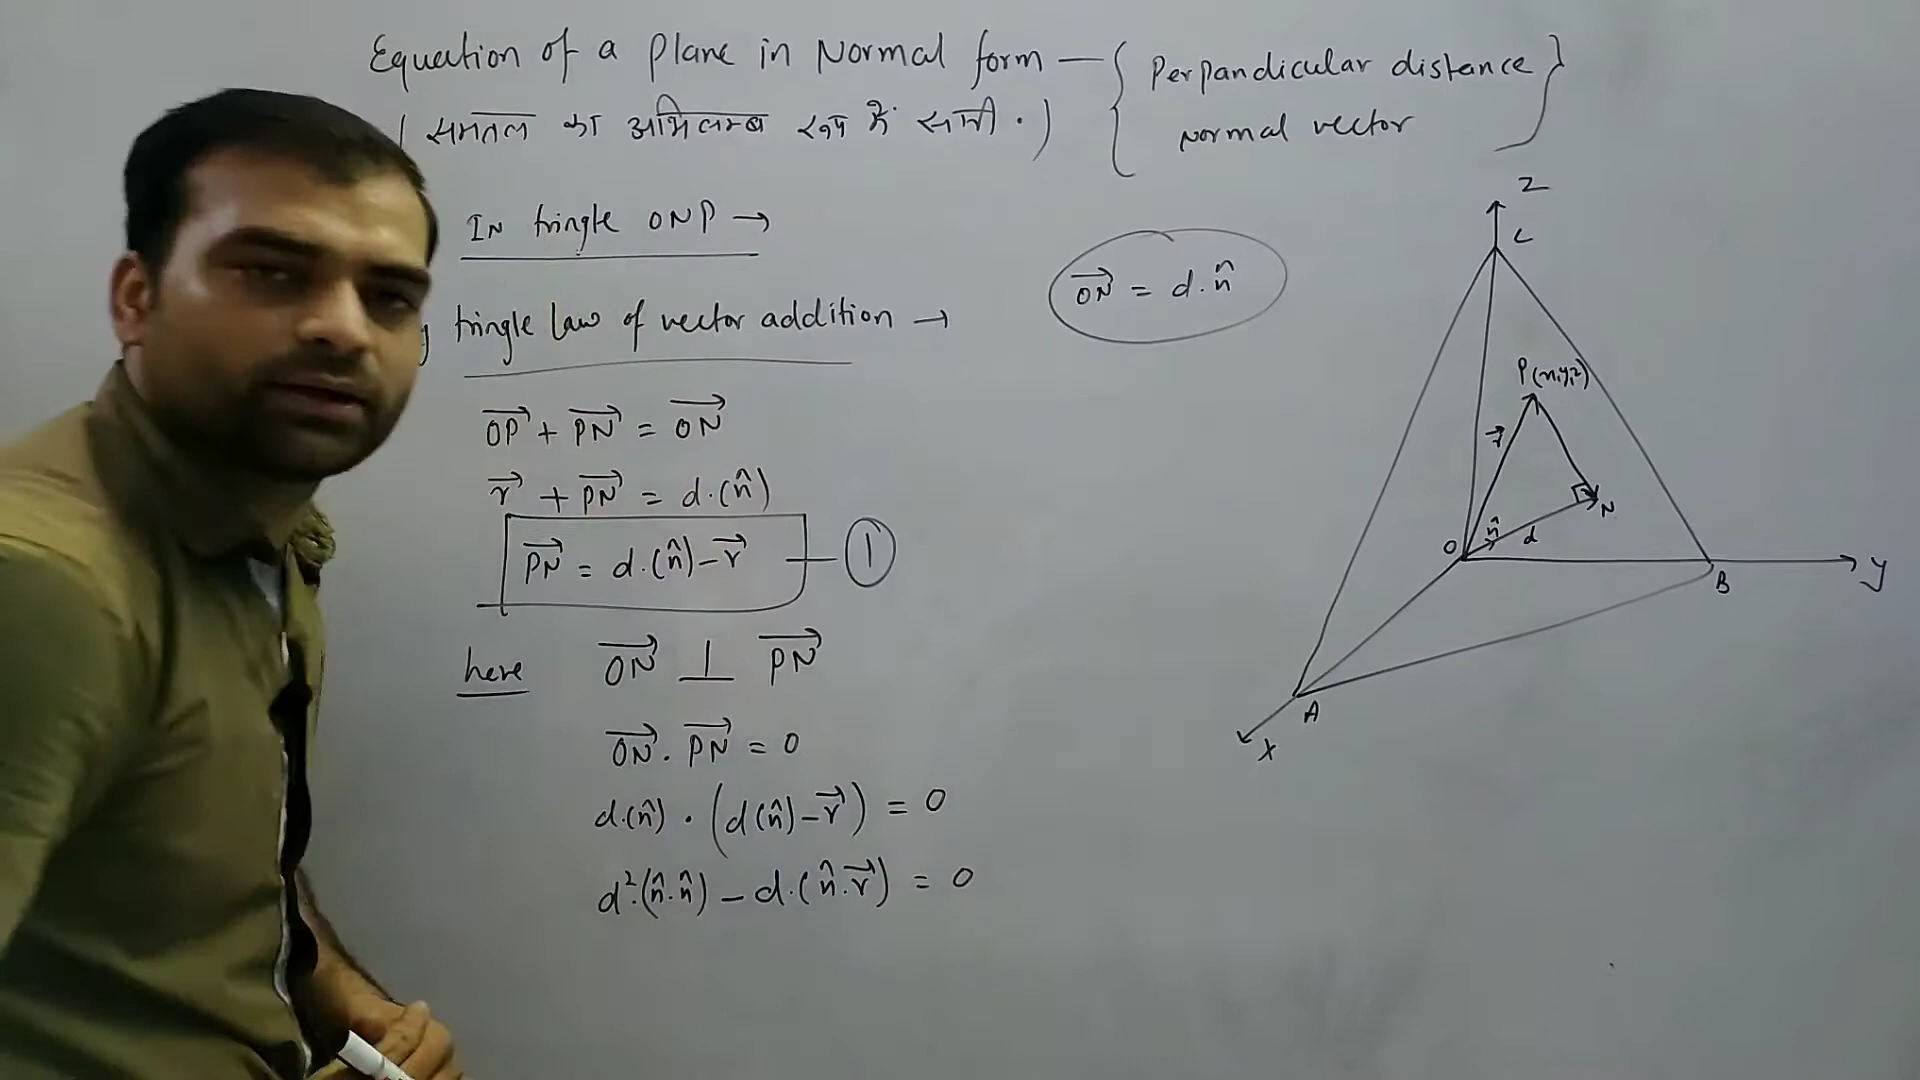 Equation of a Plane in Normal form — { Perpandicular distance
Normal vector }
( समतल का अभिलम्ब रूप में समी. )
IN tringle ONP →
tringle law of vector addition →
→ON = d.n̂
→OP + →PN = →ON
→r + →PN = d.(n̂)
→PN = d.(n̂) - →r — ①
here →ON ⊥ →PN
→ON . →PN = 0
d.(n̂) . (d(n̂) - →r) = 0
d².(n̂.n̂) - d.(n̂.→r) = 0
Z
C
P(x,y,z)
→r
N
n̂
d
O
B
y
A
X